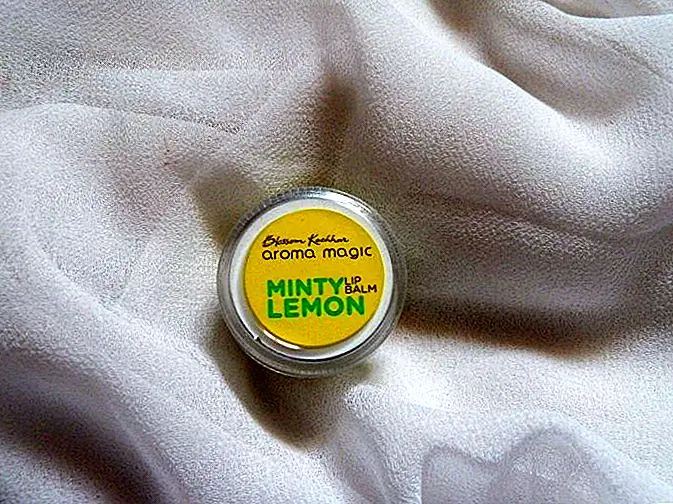 Blossom Kochhar
aroma magic
MINTY LIP BALM
LEMON